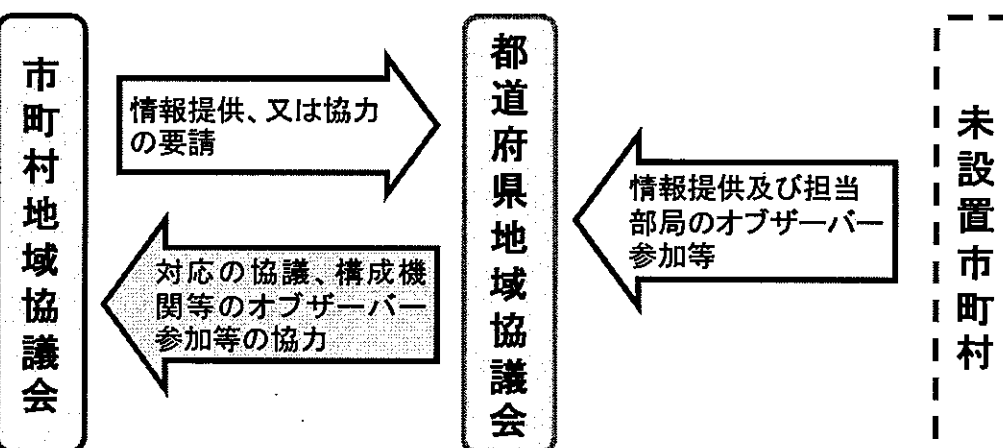 市町村地域協議会
情報提供、又は協力
の要請
対応の協議、構成機
関等のオブザーバー
参加等の協力
都道府県地域協議会
情報提供及び担当
部局のオブザーバー
参加等
未設置市町村